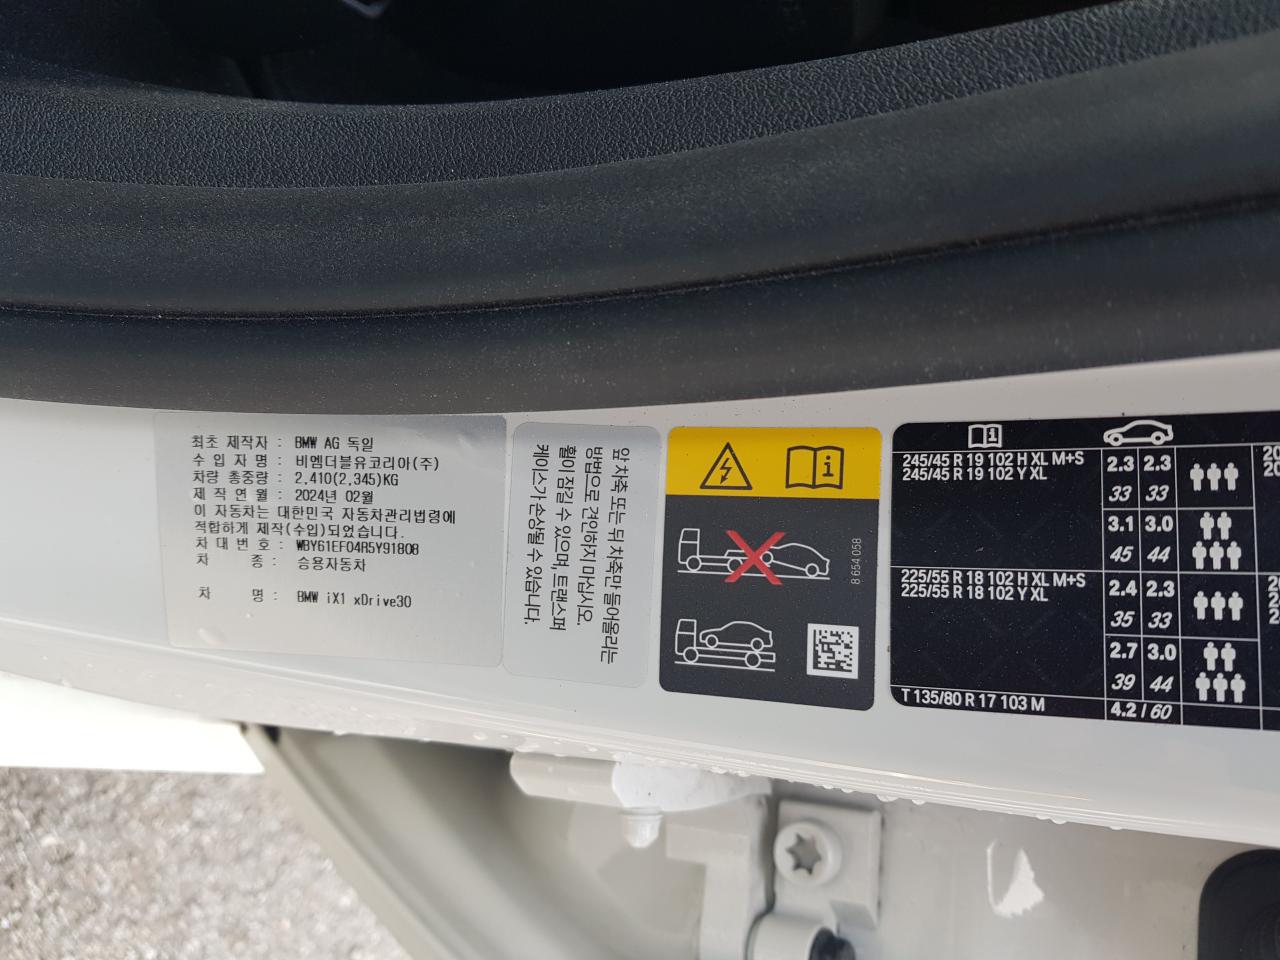 최초 제작자 : BMW AG 독일
수 입 자 명 : 비엠더블유코리아(주)
차량 총중량 : 2,410(2,345)KG
제 작 연 월 : 2024년 02월
이 자동차는 대한민국 자동차관리법령에
적합하게 제작(수입)되었습니다.
차 대 번 호 : WBY61EF04R5Y91808
차 종 : 승용자동차
차 명 : BMW iX1 xDrive30
앞 차축 또는 뒤 차축만 들어올리는
방법으로 견인하지 마십시오.
휠이 잠길 수 있으며, 트랜스퍼
케이스가 손상될 수 있습니다.
8 654 058
245/45 R 19 102 H XL M+S
245/45 R 19 102 Y XL
2.3 2.3
33 33
3.1 3.0
45 44
225/55 R 18 102 H XL M+S
225/55 R 18 102 Y XL
2.4 2.3
35 33
2.7 3.0
39 44
T 135/80 R 17 103 M
4.2 / 60